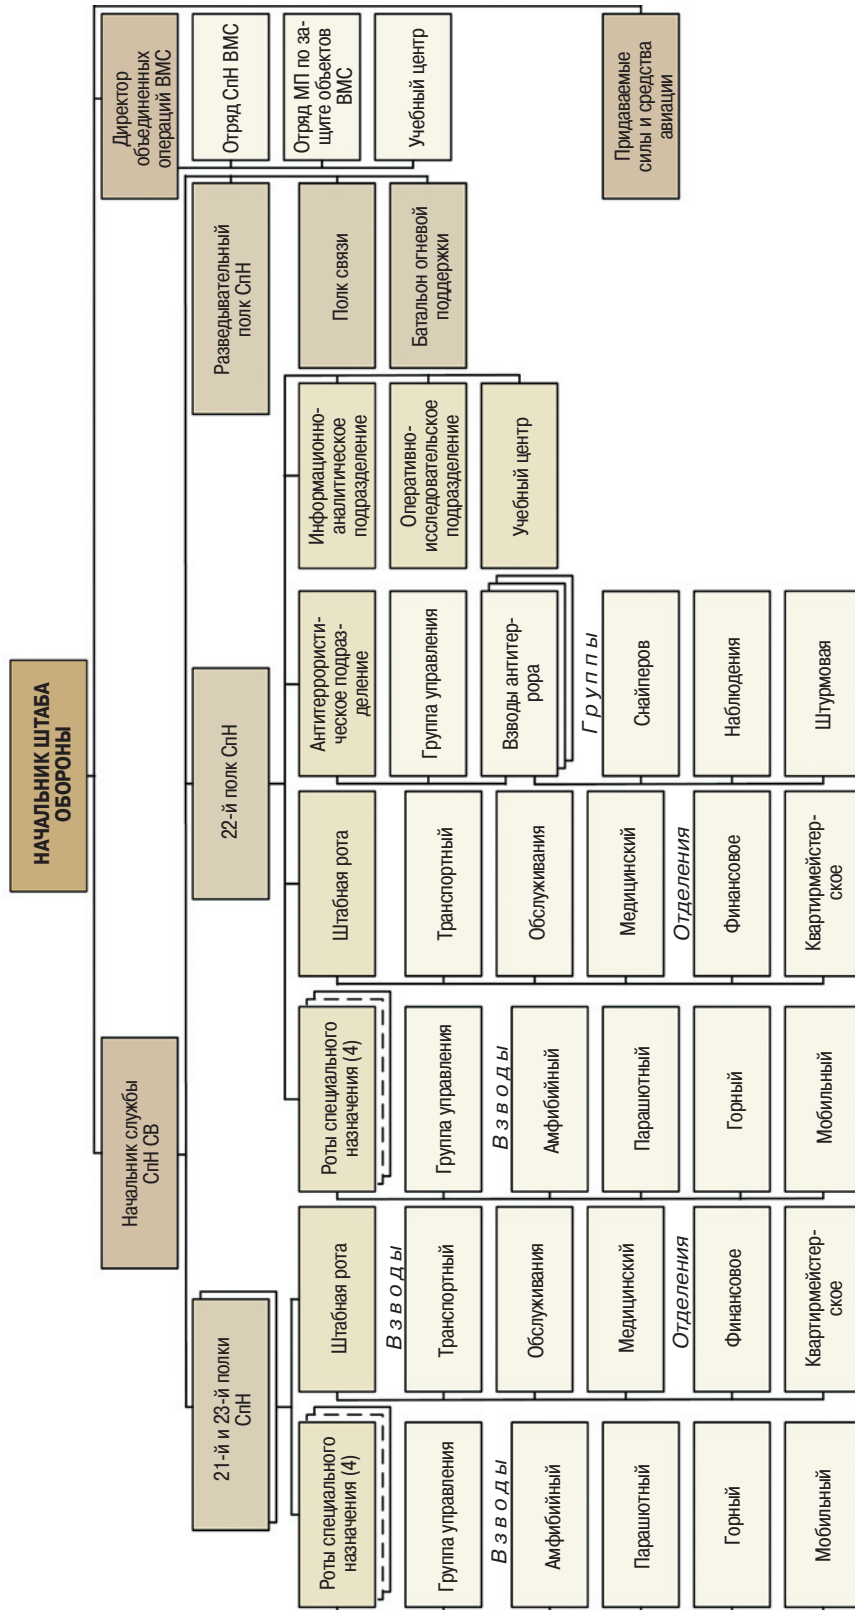 НАЧАЛЬНИК ШТАБА
ОБОРОНЫ
Начальник службы
СпН СВ
Директор
объединенных
операций ВМС
Отряд СпН ВМС
Отряд МП по за-
щите объектов
ВМС
Учебный центр
Придаваемые
силы и средства
авиации
21-й и 23-й полки
СпН
22-й полк СпН
Разведывательный
полк СпН
Полк связи
Батальон огневой
поддержки
Роты специального
назначения (4)
Группа управления
Взводы
Амфибийный
Парашютный
Горный
Мобильный
Штабная рота
Взводы
Транспортный
Обслуживания
Медицинский
Отделения
Финансовое
Квартирмейстер-
ское
Роты специального
назначения (4)
Группа управления
Взводы
Амфибийный
Парашютный
Горный
Мобильный
Штабная рота
Транспортный
Обслуживания
Медицинский
Отделения
Финансовое
Квартирмейстер-
ское
Антитеррористи-
ческое подраз-
деление
Группа управления
Взводы антитер-
рора
Группы
Снайперов
Наблюдения
Штурмовая
Информационно-
аналитическое
подразделение
Оперативно-
исследовательское
подразделение
Учебный центр